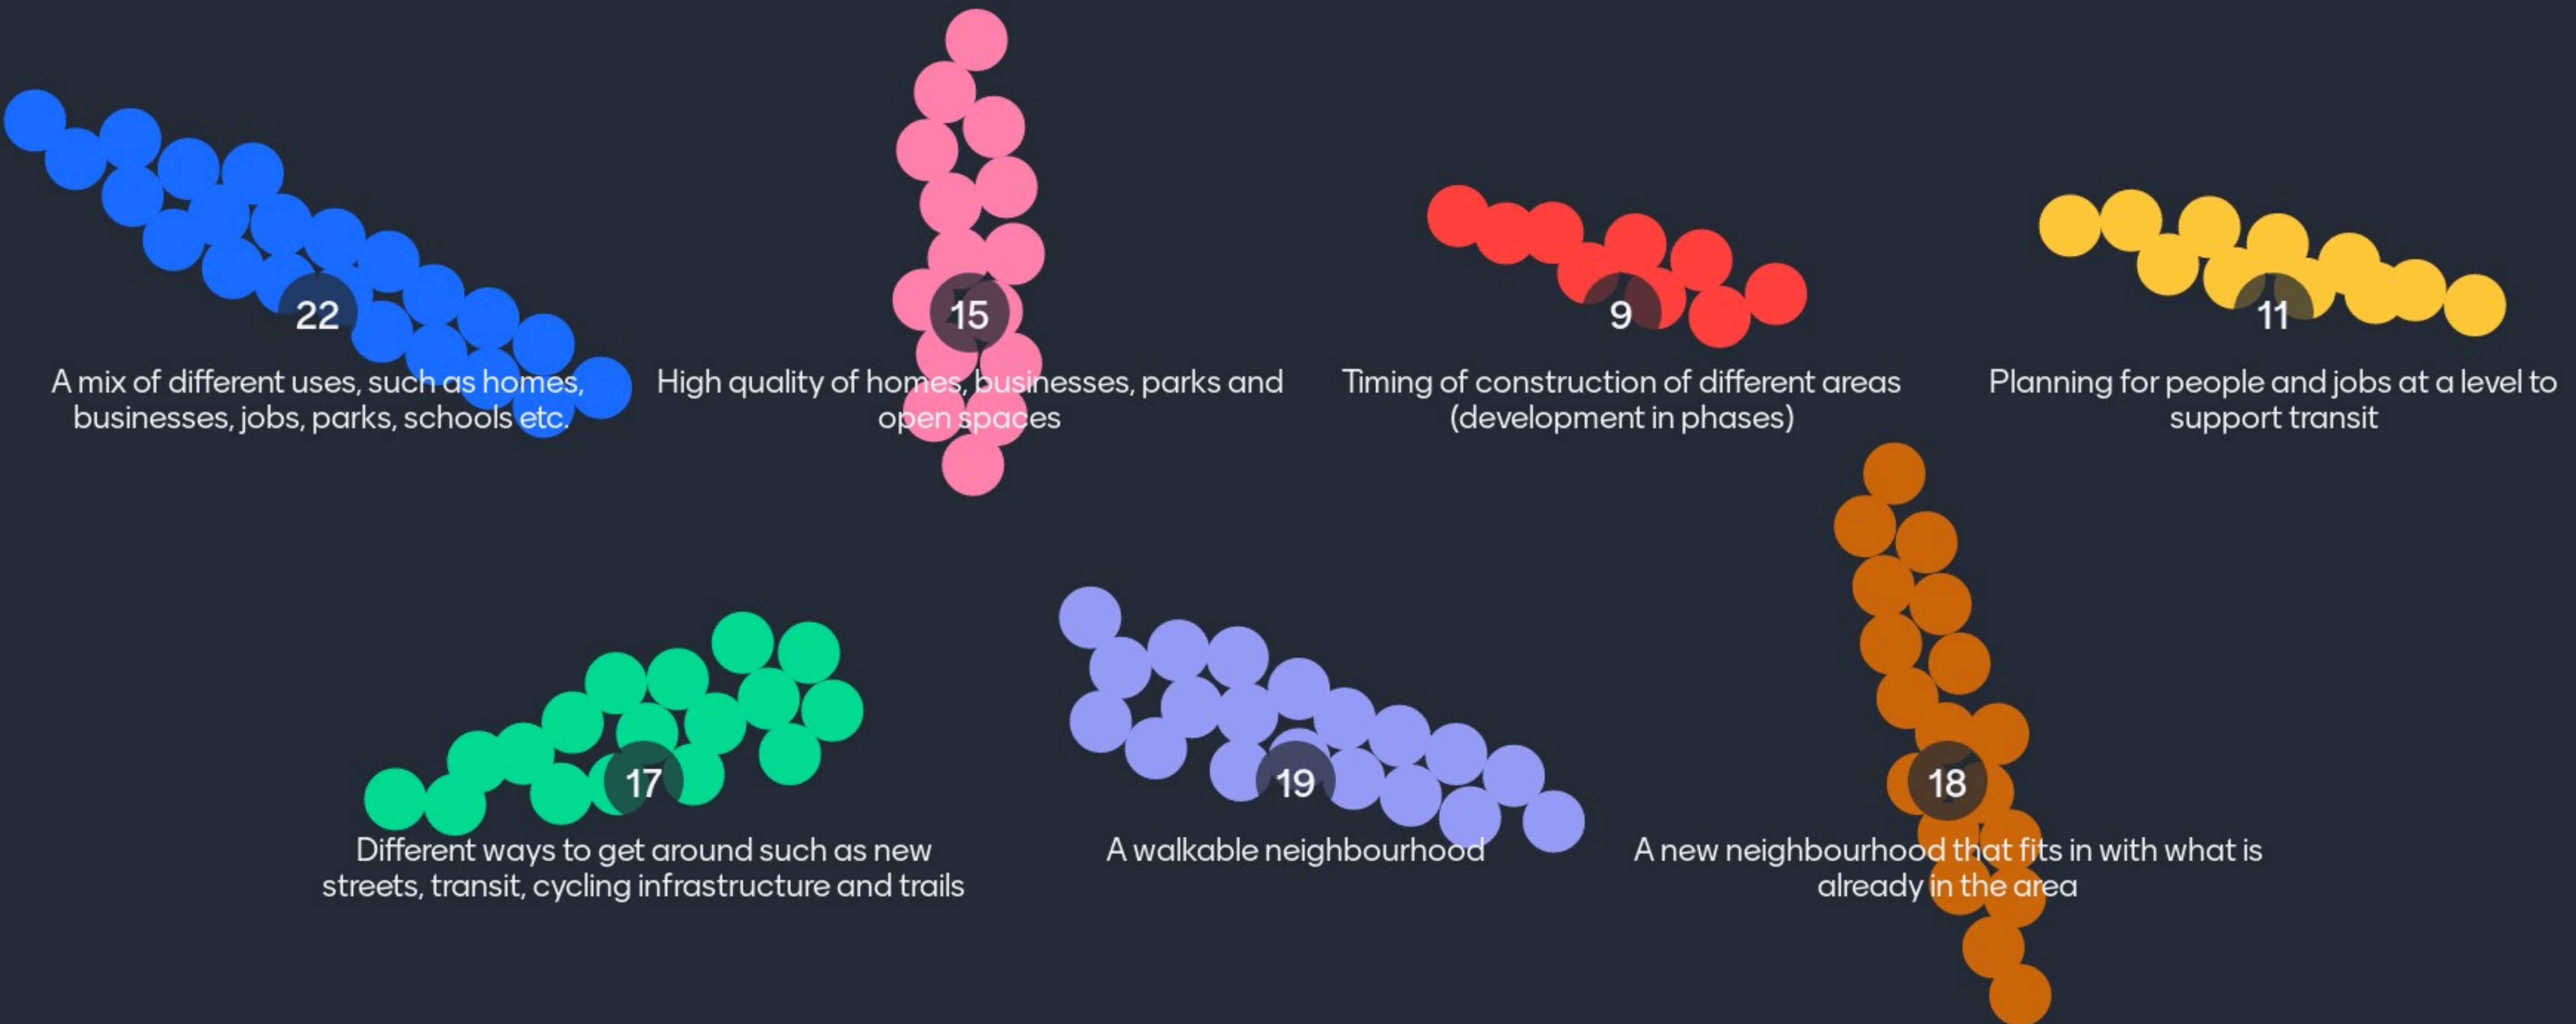 22
A mix of different uses, such as homes,
businesses, jobs, parks, schools etc.
15
High quality of homes, businesses, parks and
open spaces
9
Timing of construction of different areas
(development in phases)
11
Planning for people and jobs at a level to
support transit
17
Different ways to get around such as new
streets, transit, cycling infrastructure and trails
19
A walkable neighbourhood
18
A new neighbourhood that fits in with what is
already in the area